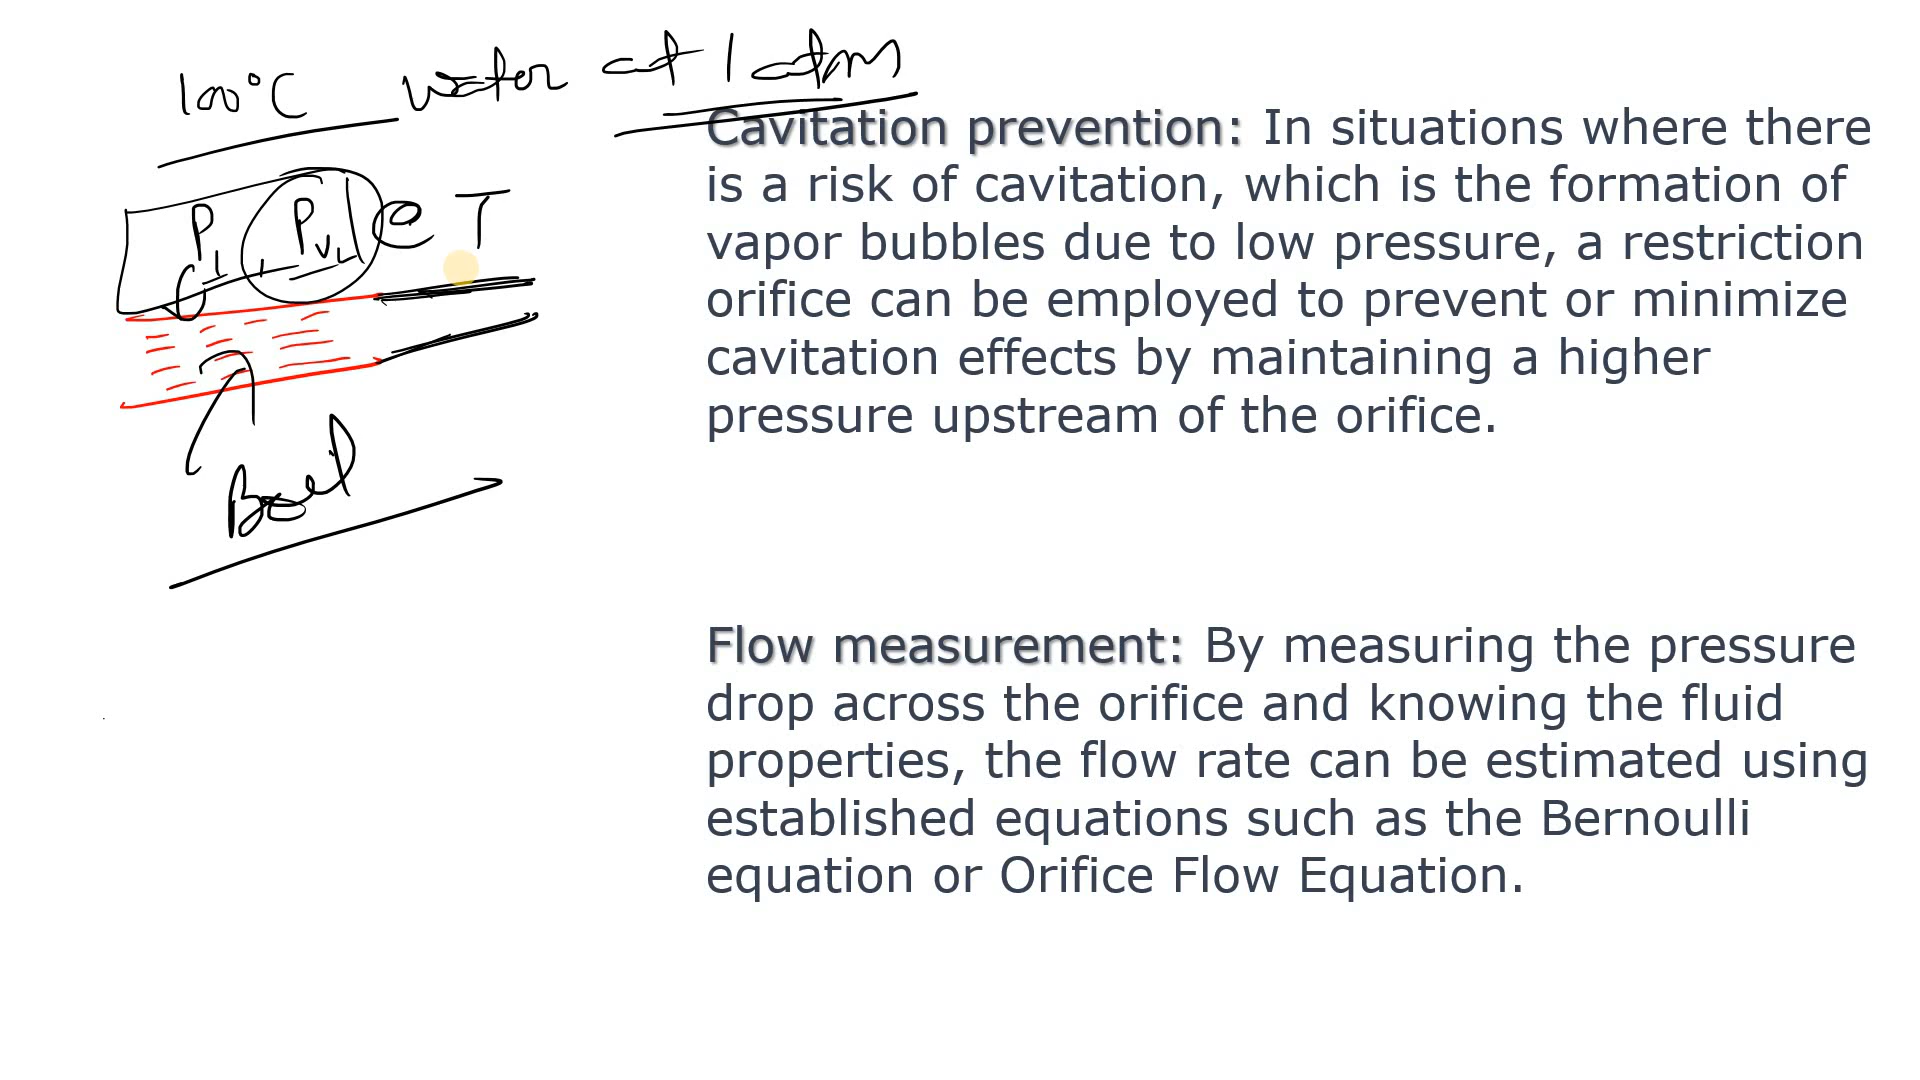 100°C water at 1 atm
PL, PVL @ T
Boil
Cavitation prevention: In situations where there
is a risk of cavitation, which is the formation of
vapor bubbles due to low pressure, a restriction
orifice can be employed to prevent or minimize
cavitation effects by maintaining a higher
pressure upstream of the orifice.
Flow measurement: By measuring the pressure
drop across the orifice and knowing the fluid
properties, the flow rate can be estimated using
established equations such as the Bernoulli
equation or Orifice Flow Equation.